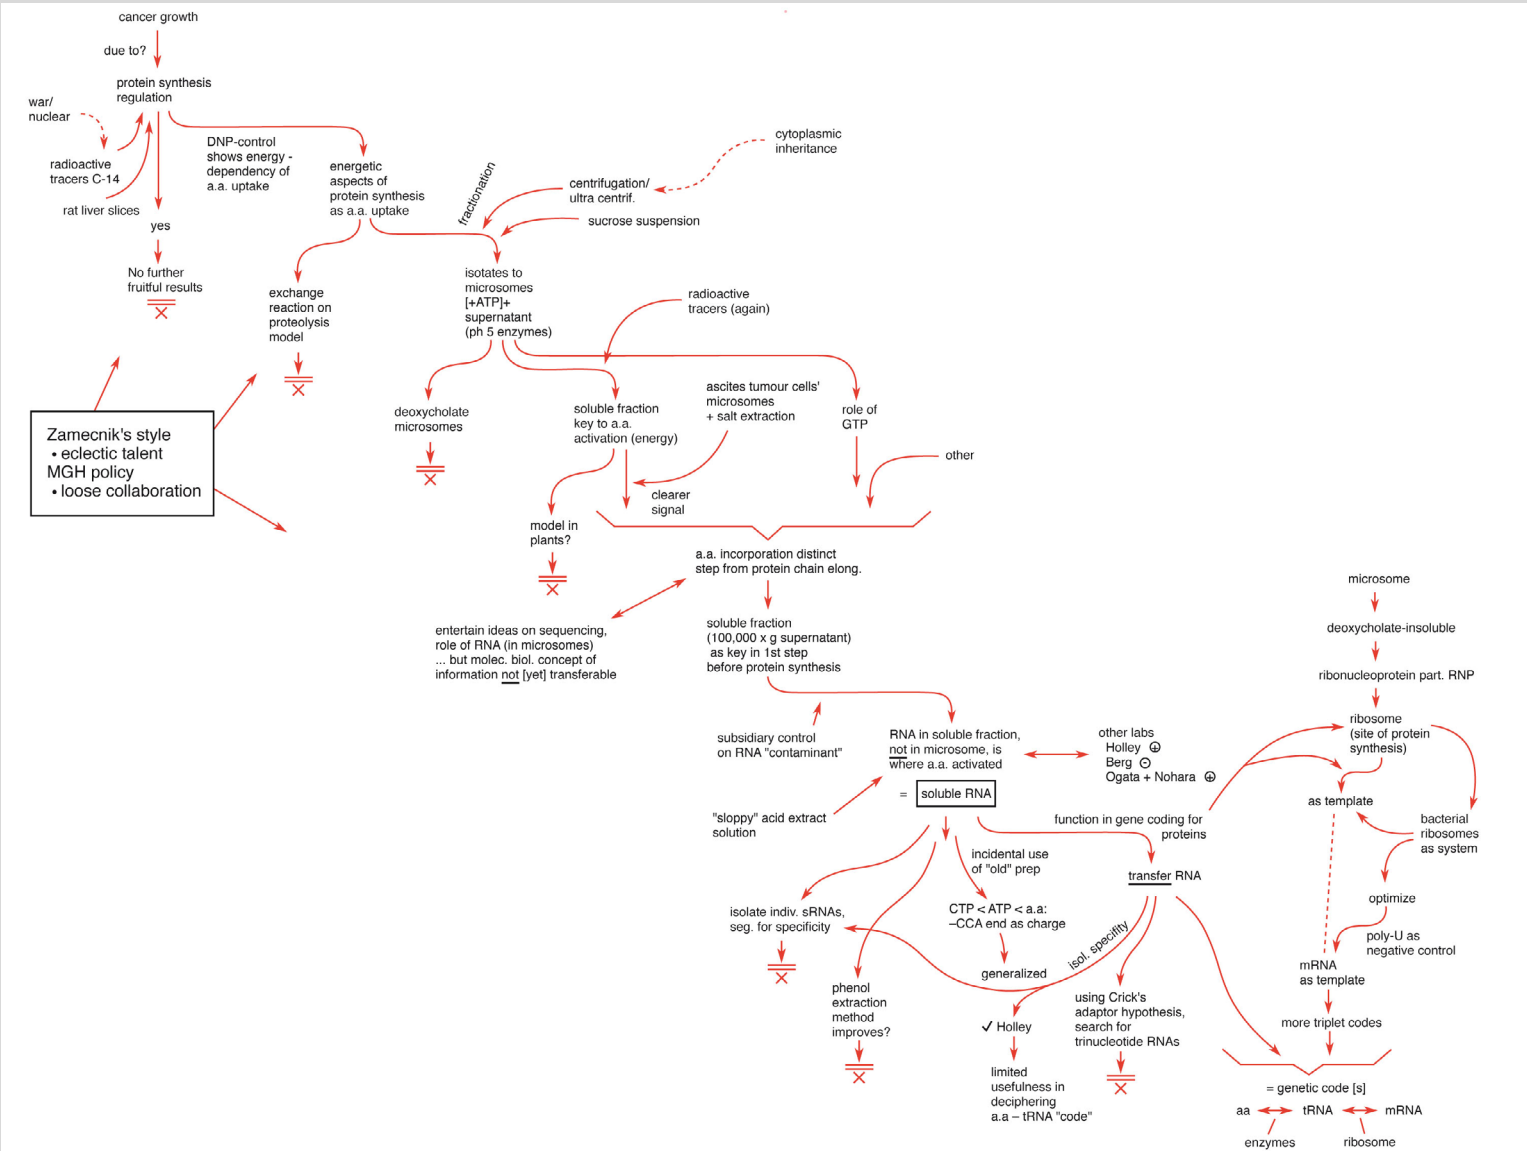 cancer growth
due to?
protein synthesis
regulation
war/
nuclear
radioactive
tracers C-14
rat liver slices
yes
No further
fruitful results
DNP-control
shows energy -
dependency of
a.a. uptake
energetic
aspects of
protein synthesis
as a.a. uptake
fractionation
centrifugation/
ultra centrif.
cytoplasmic
inheritance
sucrose suspension
exchange
reaction on
proteolysis
model
isotates to
microsomes
[+ATP]+
supernatant
(ph 5 enzymes)
radioactive
tracers (again)
Zamecnik's style
• eclectic talent
MGH policy
• loose collaboration
deoxycholate
microsomes
soluble fraction
key to a.a.
activation (energy)
ascites tumour cells'
microsomes
+ salt extraction
role of
GTP
other
clearer
signal
model in
plants?
a.a. incorporation distinct
step from protein chain elong.
entertain ideas on sequencing,
role of RNA (in microsomes)
... but molec. biol. concept of
information not [yet] transferable
soluble fraction
(100,000 x g supernatant)
as key in 1st step
before protein synthesis
subsidiary control
on RNA "contaminant"
RNA in soluble fraction,
not in microsome, is
where a.a. activated
= soluble RNA
other labs
Holley ⊕
Berg ⊖
Ogata + Nohara ⊕
"sloppy" acid extract
solution
incidental use
of "old" prep
function in gene coding for
proteins
transfer RNA
isolate indiv. sRNAs,
seg. for specificity
CTP < ATP < a.a:
–CCA end as charge
generalized
isol. specifity
phenol
extraction
method
improves?
✓ Holley
limited
usefulness in
deciphering
a.a – tRNA "code"
using Crick's
adaptor hypothesis,
search for
trinucleotide RNAs
microsome
deoxycholate-insoluble
ribonucleoprotein part. RNP
ribosome
(site of protein
synthesis)
as template
bacterial
ribosomes
as system
optimize
poly-U as
negative control
mRNA
as template
more triplet codes
= genetic code [s]
aa tRNA mRNA
enzymes ribosome